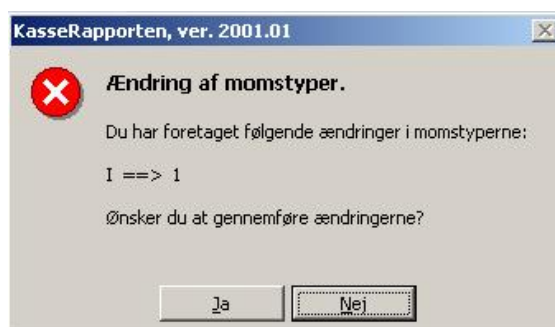 KasseRapporten, ver. 2001.01
Ændring af momstyper.
Du har foretaget følgende ændringer i momstyperne:
I ==> 1
Ønsker du at gennemføre ændringerne?
Ja
Nej